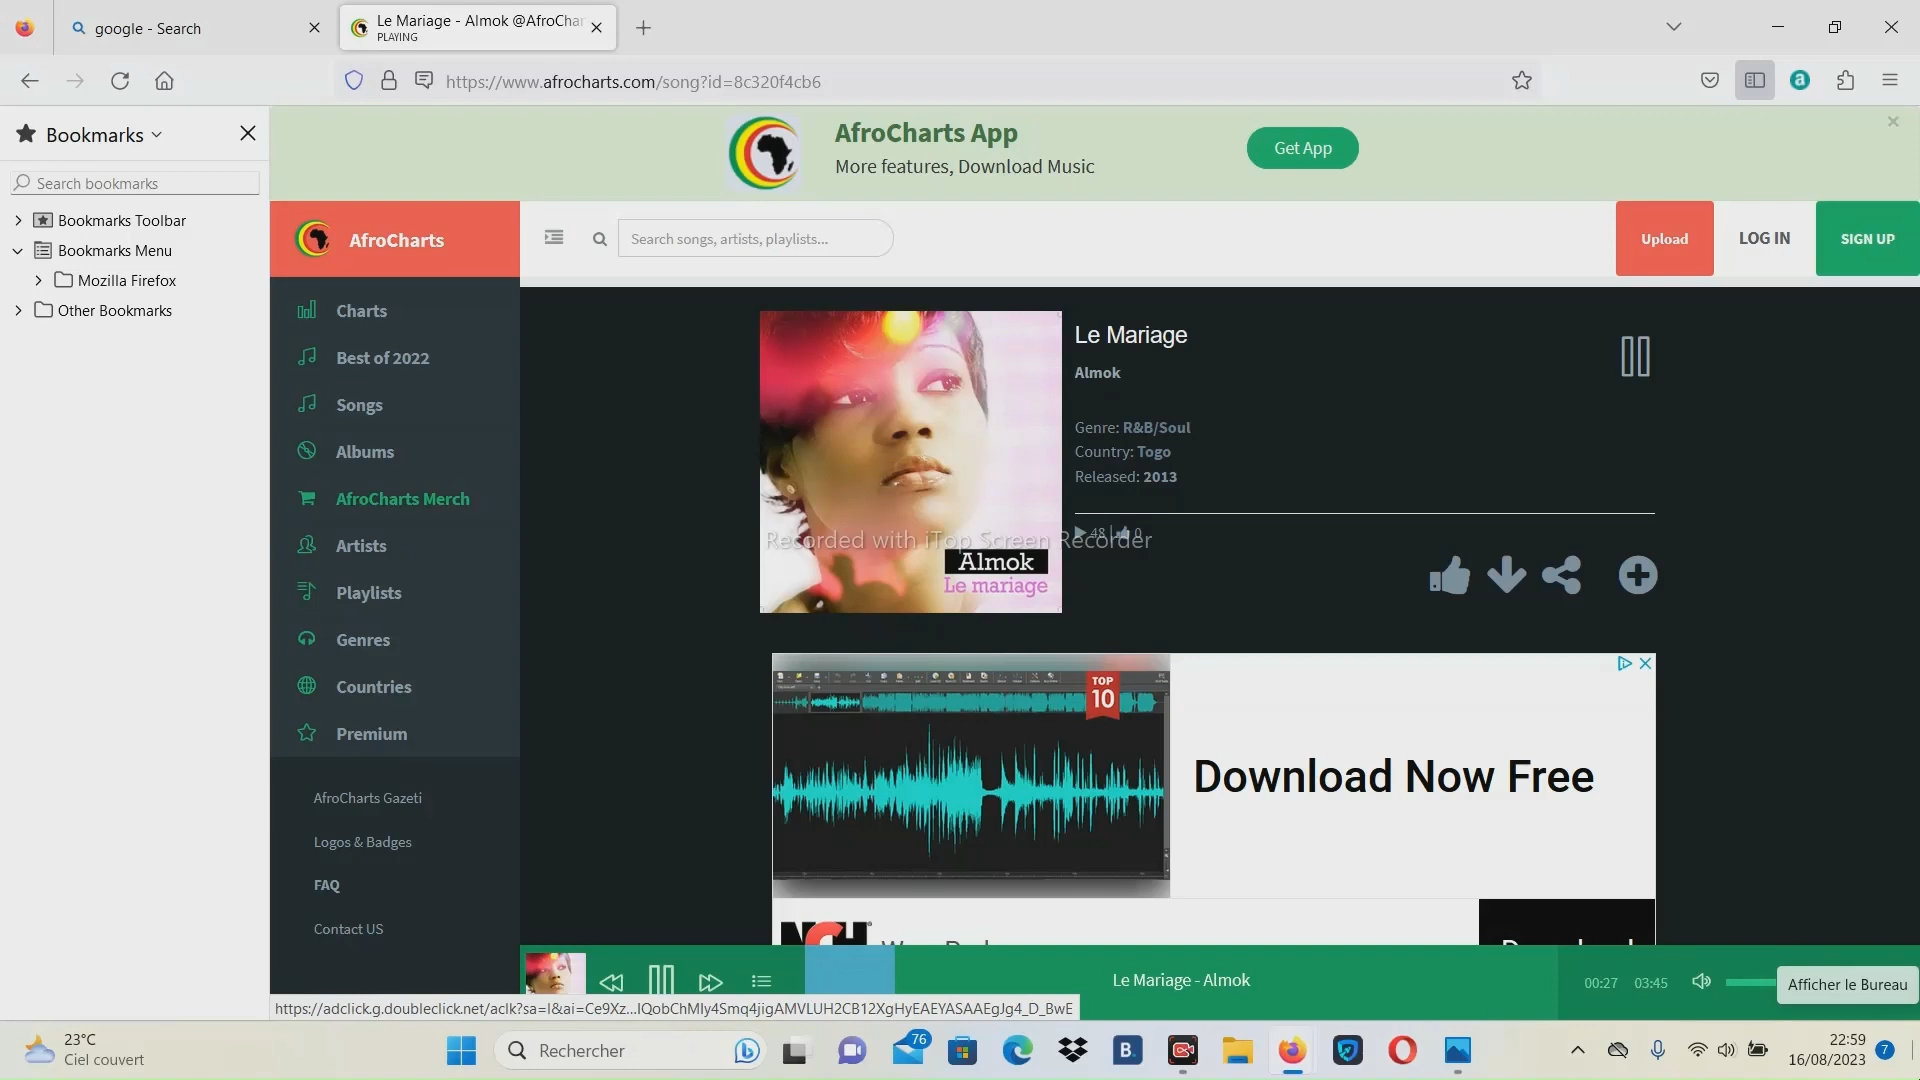 google - Search
Le Mariage - Almok @AfroChar
PLAYING
https://www.afrocharts.com/song?id=8c320f4cb6
Bookmarks
Search bookmarks
Bookmarks Toolbar
Bookmarks Menu
Mozilla Firefox
Other Bookmarks
AfroCharts App
More features, Download Music
Get App
AfroCharts
Search songs, artists, playlists...
Upload
LOG IN
SIGN UP
Charts
Best of 2022
Songs
Albums
AfroCharts Merch
Artists
Playlists
Genres
Countries
Premium
AfroCharts Gazeti
Logos & Badges
FAQ
Contact US
Le Mariage
Almok
Genre: R&B/Soul
Country: Togo
Released: 2013
48 | 0
Recorded with iTop Screen Recorder
Almok
Le mariage
TOP
10
Download Now Free
NCH
Le Mariage - Almok
00:27 03:45
Afficher le Bureau
https://adclick.g.doubleclick.net/aclk?sa=l&ai=Ce9Xz...IQobChMIy4Smq4jigAMVLUH2CB12XgHyEAEYASAAEgJg4_D_BwE
23°C
Ciel couvert
Rechercher
76
B.
22:59
16/08/2023
7